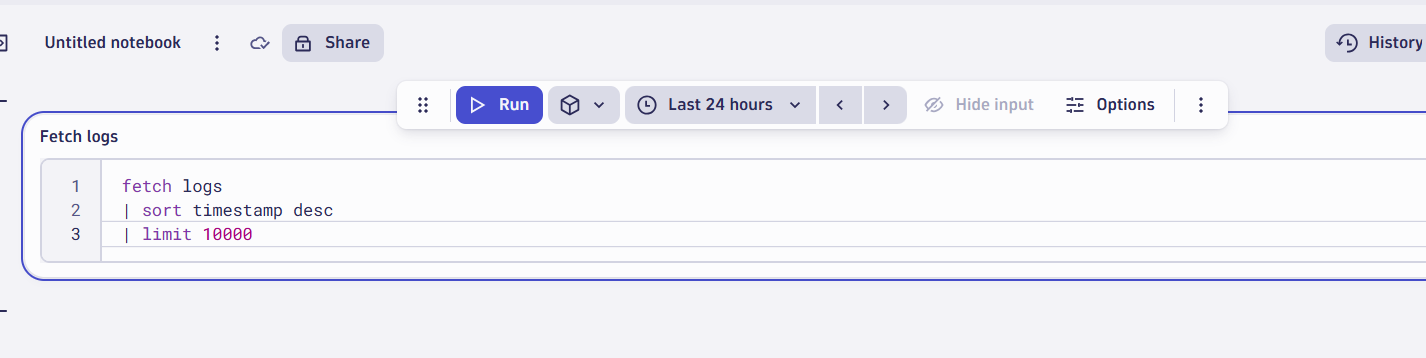 Untitled notebook
Share
History
Run
Last 24 hours
Hide input
Options
Fetch logs
1 fetch logs
2 | sort timestamp desc
3 | limit 10000